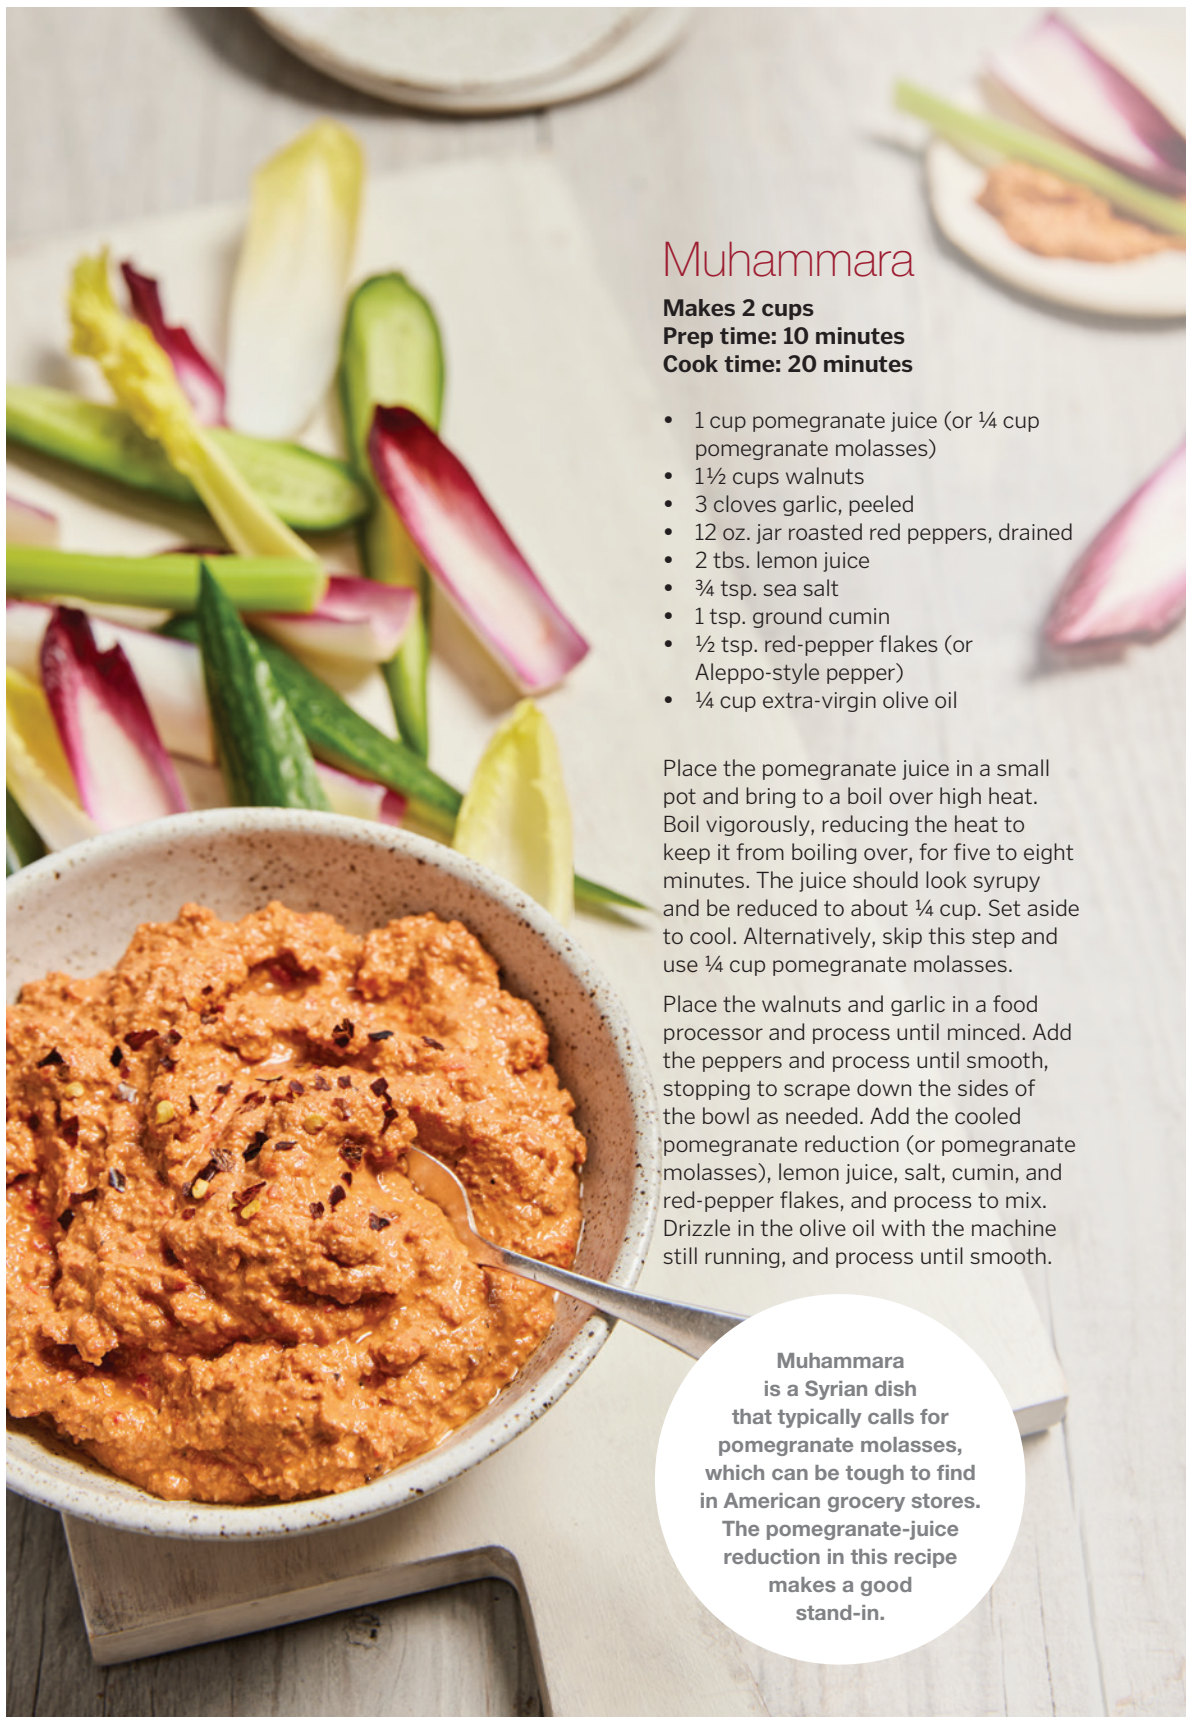 Muhammara
Makes 2 cups
Prep time: 10 minutes
Cook time: 20 minutes
• 1 cup pomegranate juice (or ¼ cup
pomegranate molasses)
• 1½ cups walnuts
• 3 cloves garlic, peeled
• 12 oz. jar roasted red peppers, drained
• 2 tbs. lemon juice
• ¾ tsp. sea salt
• 1 tsp. ground cumin
• ½ tsp. red-pepper flakes (or
Aleppo-style pepper)
• ¼ cup extra-virgin olive oil
Place the pomegranate juice in a small
pot and bring to a boil over high heat.
Boil vigorously, reducing the heat to
keep it from boiling over, for five to eight
minutes. The juice should look syrupy
and be reduced to about ¼ cup. Set aside
to cool. Alternatively, skip this step and
use ¼ cup pomegranate molasses.
Place the walnuts and garlic in a food
processor and process until minced. Add
the peppers and process until smooth,
stopping to scrape down the sides of
the bowl as needed. Add the cooled
pomegranate reduction (or pomegranate
molasses), lemon juice, salt, cumin, and
red-pepper flakes, and process to mix.
Drizzle in the olive oil with the machine
still running, and process until smooth.
Muhammara
is a Syrian dish
that typically calls for
pomegranate molasses,
which can be tough to find
in American grocery stores.
The pomegranate-juice
reduction in this recipe
makes a good
stand-in.